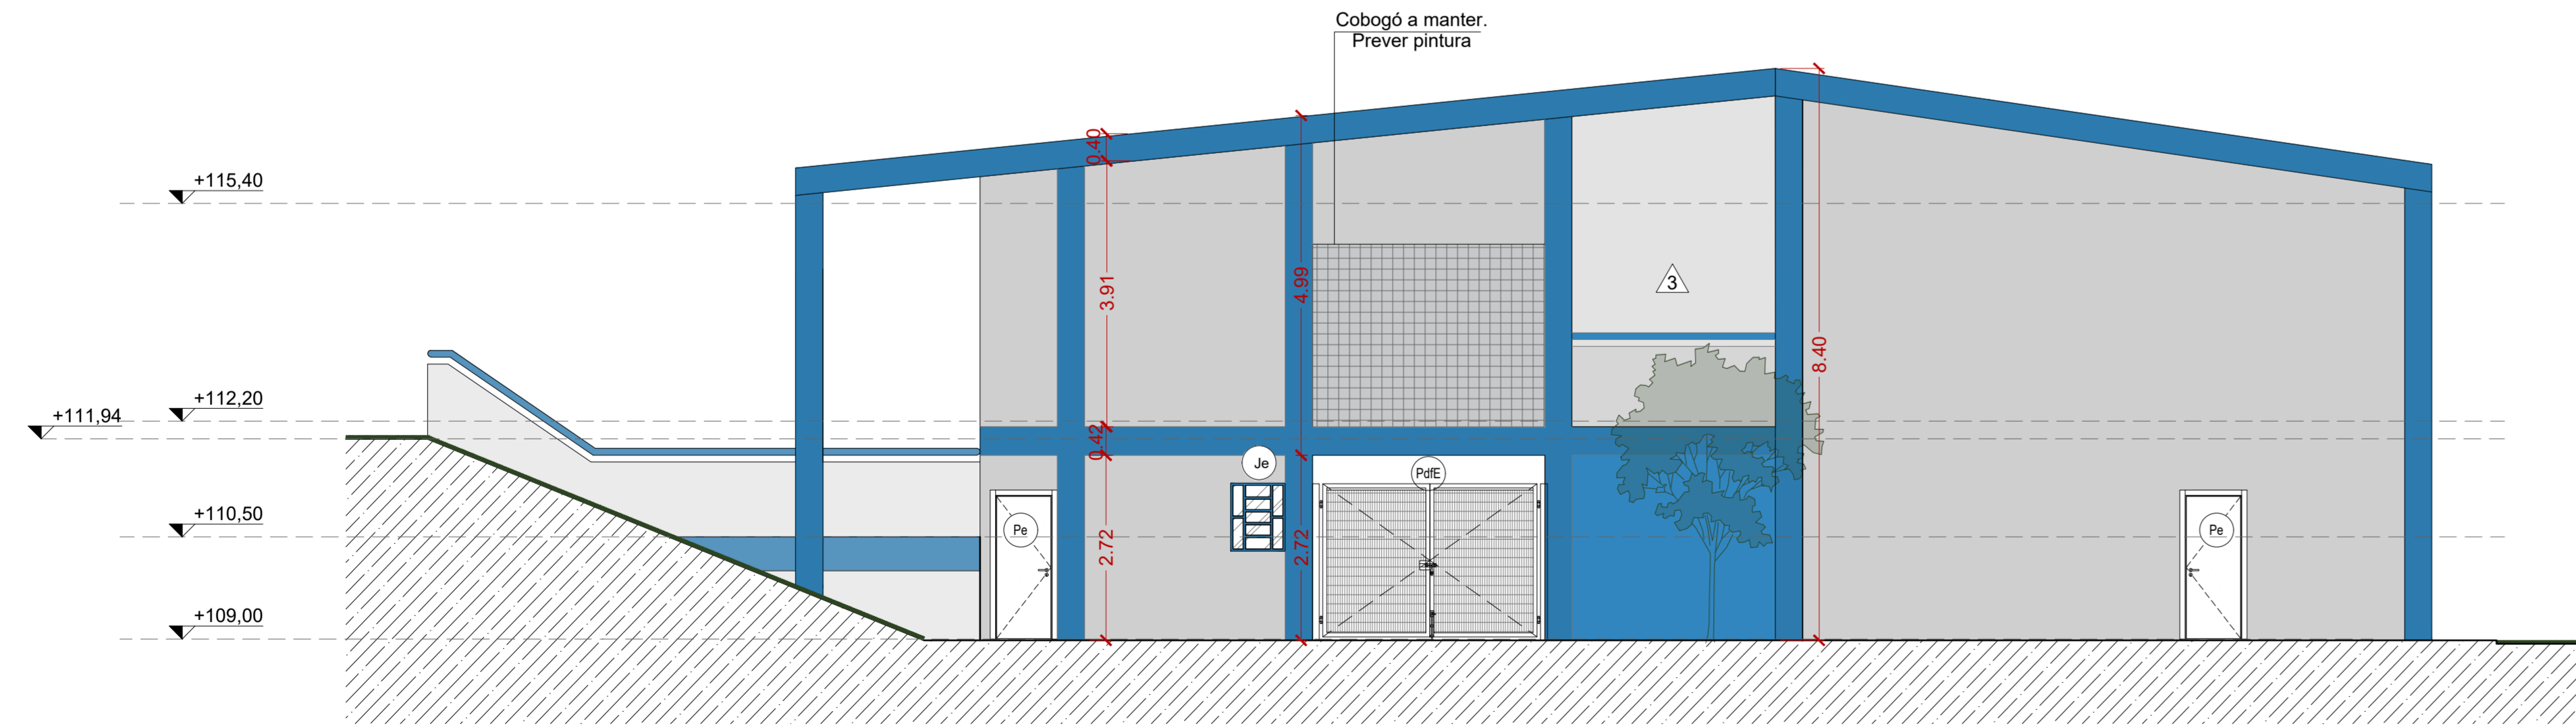 Cobogó a manter.
Prever pintura
0.40
+115,40
3.91
4.99
3
8.40
+112,20
+111,94
0.42
Je
PdfE
+110,50
Pe
Pe
2.72
2.72
+109,00